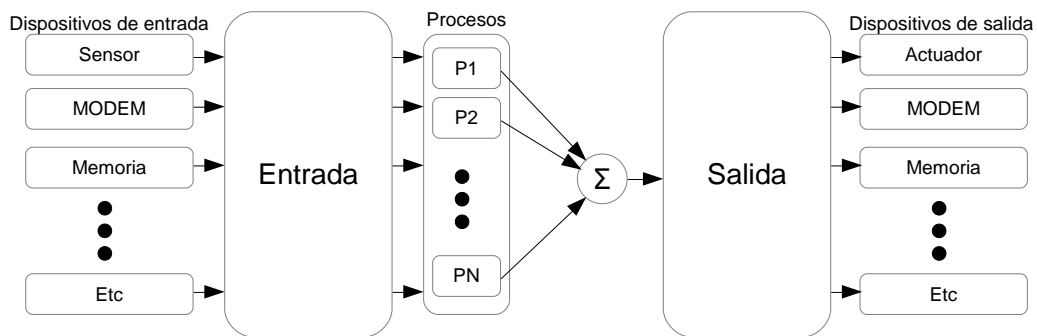 Dispositivos de entrada
Sensor
MODEM
Memoria
Etc
Entrada
Procesos
P1
P2
PN
Σ
Salida
Dispositivos de salida
Actuador
MODEM
Memoria
Etc